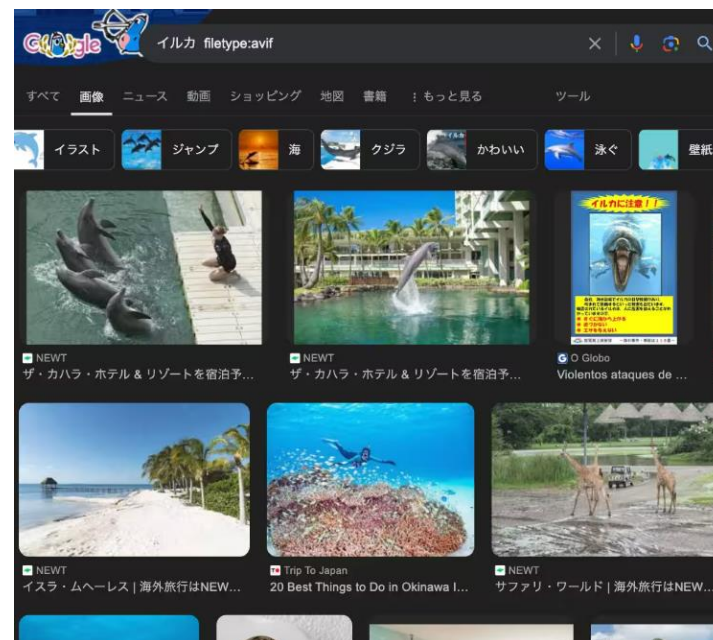 Google
イルカ filetype:avif
すべて 画像 ニュース 動画 ショッピング 地図 書籍 もっと見る ツール
イラスト ジャンプ 海 クジラ かわいい 泳ぐ 壁紙
イルカに注意!!
NEWT
ザ・カハラ・ホテル & リゾートを宿泊予...
NEWT
ザ・カハラ・ホテル & リゾートを宿泊予...
O Globo
Violentos ataques de ...
NEWT
イスラ・ムヘーレス | 海外旅行はNEW...
Trip To Japan
20 Best Things to Do in Okinawa I...
NEWT
サファリ・ワールド | 海外旅行はNEW...